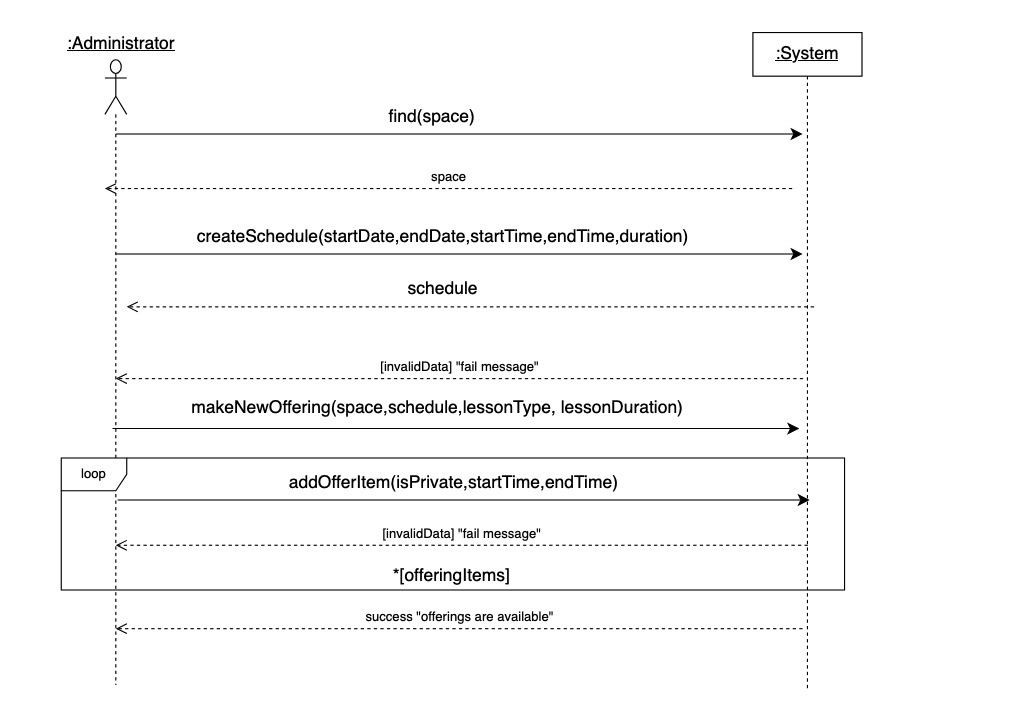 :Administrator
:System
find(space)
space
createSchedule(startDate,endDate,startTime,endTime,duration)
schedule
[invalidData] "fail message"
makeNewOffering(space,schedule,lessonType, lessonDuration)
loop
addOfferItem(isPrivate,startTime,endTime)
[invalidData] "fail message"
*[offeringItems]
success "offerings are available"